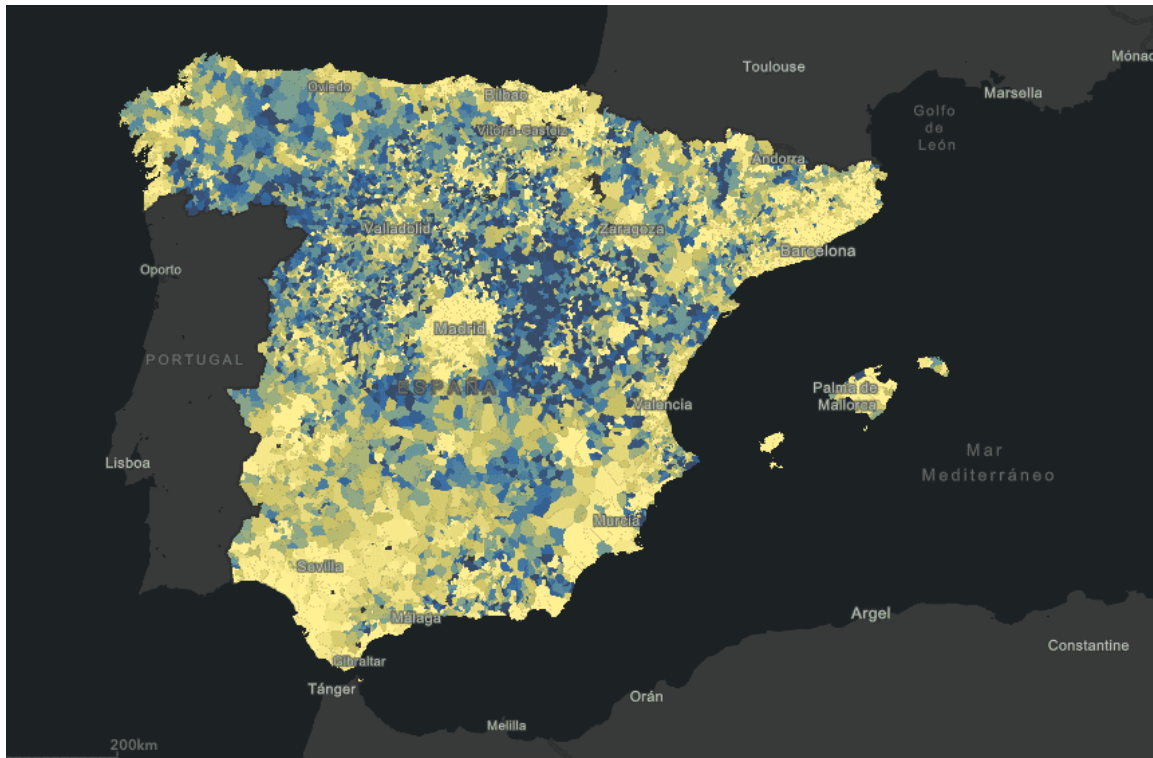 Mónac
Toulouse
Marsella
Oviedo
Bilbao
Golfo
de
León
Vitoria-Gasteiz
Andorra
Valladolid
Zaragoza
Barcelona
Oporto
Madrid
PORTUGAL
ESPAÑA
Palma de
Mallorca
Valencia
Lisboa
Mar
Mediterráneo
Murcia
Sevilla
Málaga
Argel
Constantine
Gibraltar
Tánger
Orán
Melilla
200km